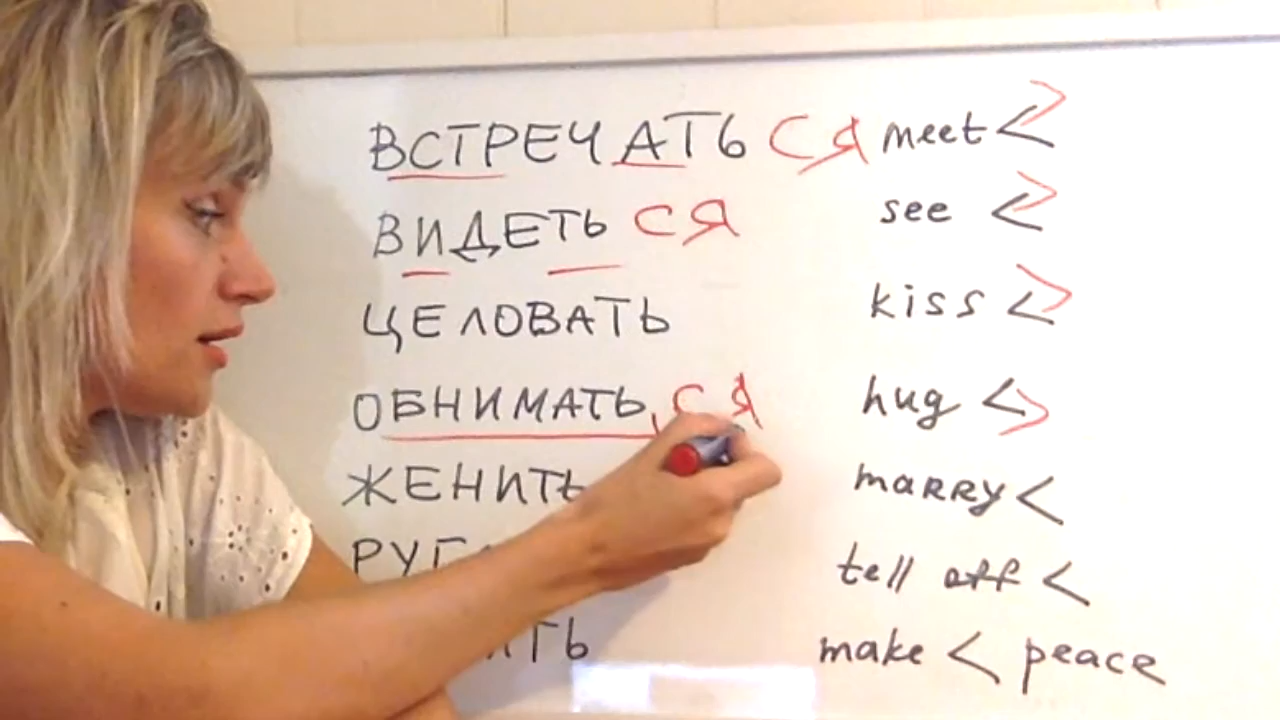 ВСТРЕЧАТЬ СЯ meet <>
ВИДЕТЬ СЯ see <>
ЦЕЛОВАТЬ kiss <>
ОБНИМАТЬ СЯ hug <>
ЖЕНИТЬ marry <
tell off <
make < peace